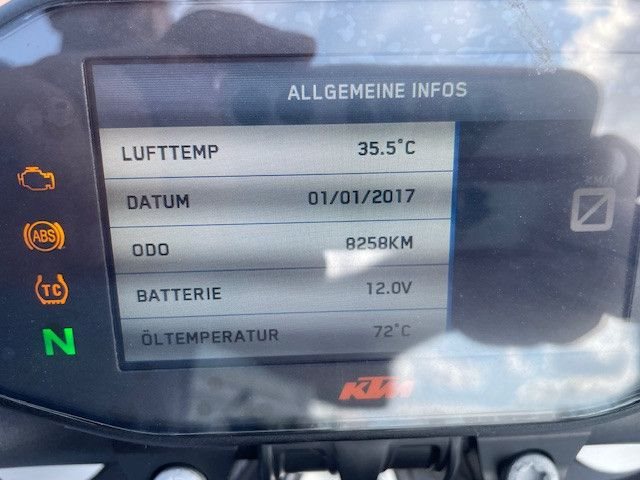 ALLGEMEINE INFOS
LUFTTEMP 35.5°C
DATUM 01/01/2017
ODO 8258KM
BATTERIE 12.0V
ÖLTEMPERATUR 72°C
ABS
TC
N
KTM